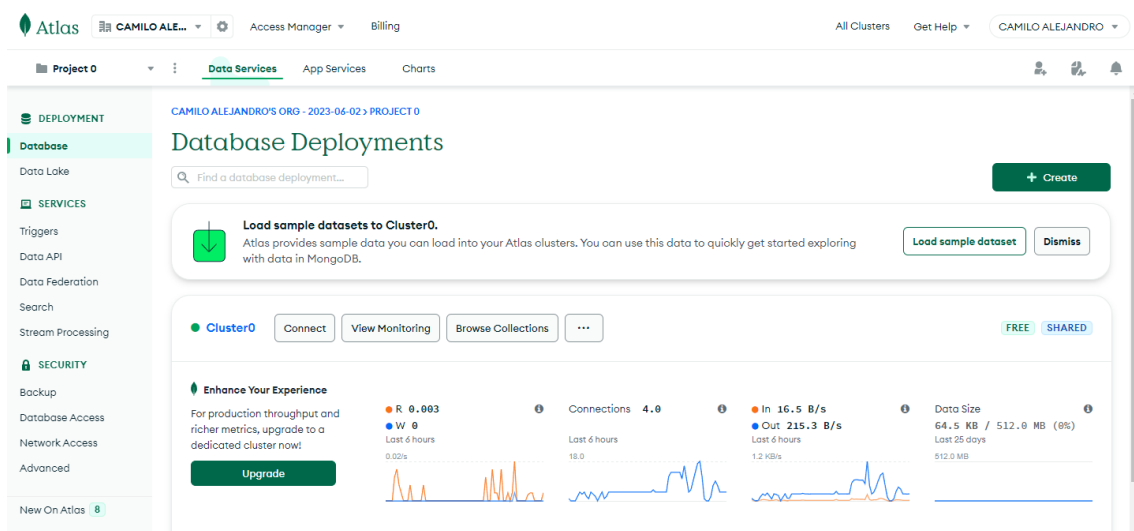 Atlas
CAMILO ALE...
Access Manager
Billing
All Clusters
Get Help
CAMILO ALEJANDRO
Project 0
Data Services
App Services
Charts
DEPLOYMENT
Database
Data Lake
SERVICES
Triggers
Data API
Data Federation
Search
Stream Processing
SECURITY
Backup
Database Access
Network Access
Advanced
New On Atlas 8
CAMILO ALEJANDRO'S ORG - 2023-06-02 > PROJECT 0
Database Deployments
Find a database deployment...
+ Create
Load sample datasets to Cluster0.
Atlas provides sample data you can load into your Atlas clusters. You can use this data to quickly get started exploring
with data in MongoDB.
Load sample dataset
Dismiss
Cluster0
Connect
View Monitoring
Browse Collections
...
FREE
SHARED
Enhance Your Experience
For production throughput and
richer metrics, upgrade to a
dedicated cluster now!
Upgrade
R 0.003
W 0
Last 6 hours
0.02/s
Connections 4.0
Last 6 hours
18.0
In 16.5 B/s
Out 215.3 B/s
Last 6 hours
1.2 KB/s
Data Size
64.5 KB / 512.0 MB (0%)
Last 25 days
512.0 MB